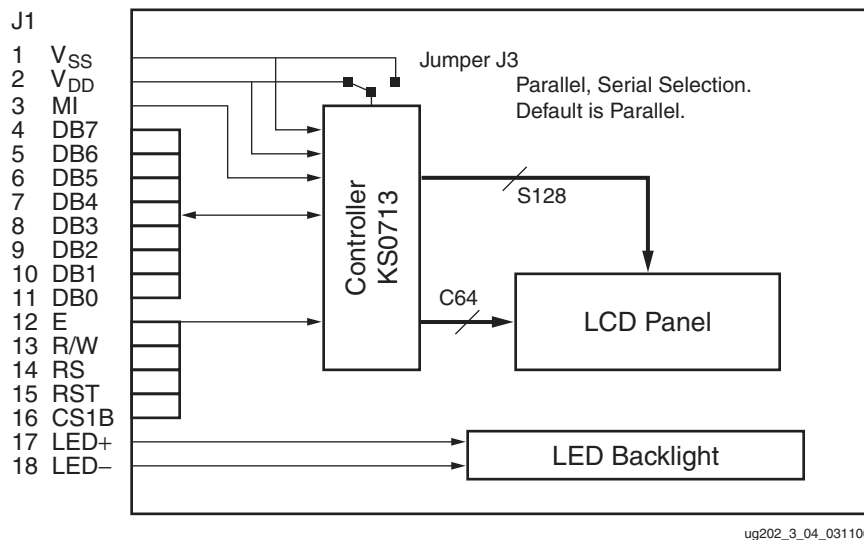 J1
1 VSS
2 VDD
3 MI
4 DB7
5 DB6
6 DB5
7 DB4
8 DB3
9 DB2
10 DB1
11 DB0
12 E
13 R/W
14 RS
15 RST
16 CS1B
17 LED+
18 LED−
Jumper J3
Parallel, Serial Selection.
Default is Parallel.
Controller
KS0713
S128
C64
LCD Panel
LED Backlight